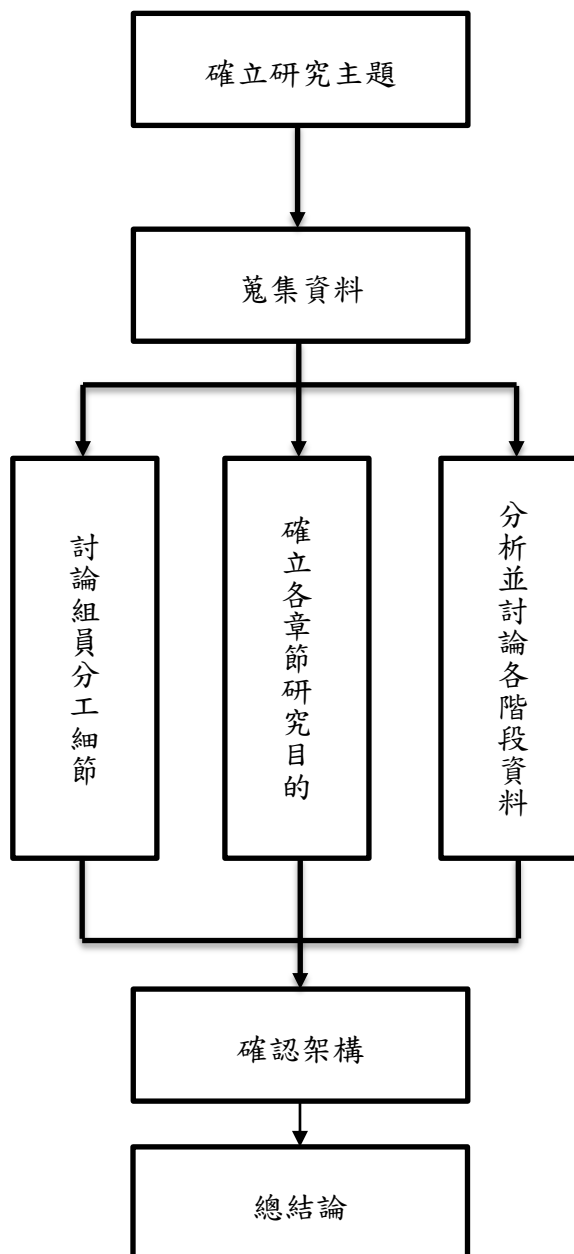 確立研究主題
蒐集資料
討論組員分工細節
確立各章節研究目的
分析並討論各階段資料
確認架構
總結論